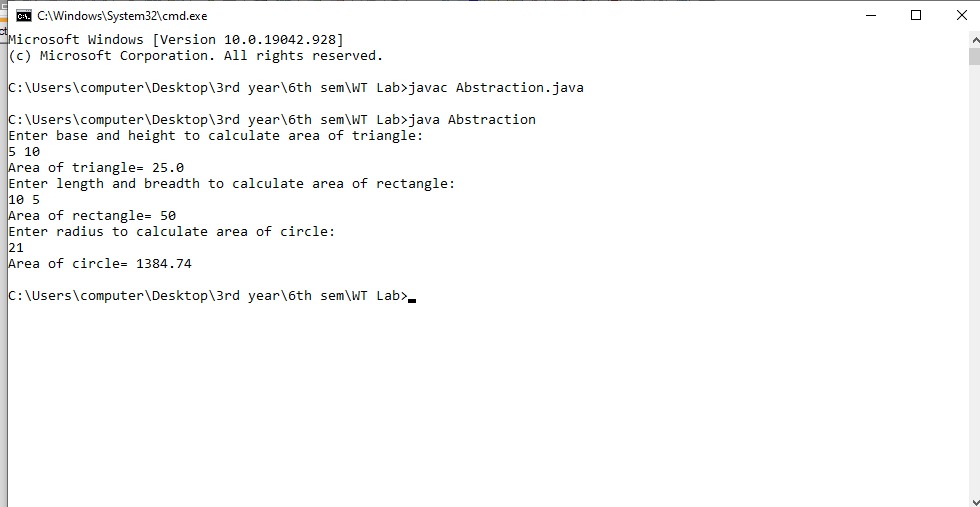 C:\Windows\System32\cmd.exe
Microsoft Windows [Version 10.0.19042.928]
(c) Microsoft Corporation. All rights reserved.
C:\Users\computer\Desktop\3rd year\6th sem\WT Lab>javac Abstraction.java
C:\Users\computer\Desktop\3rd year\6th sem\WT Lab>java Abstraction
Enter base and height to calculate area of triangle:
5 10
Area of triangle= 25.0
Enter length and breadth to calculate area of rectangle:
10 5
Area of rectangle= 50
Enter radius to calculate area of circle:
21
Area of circle= 1384.74
C:\Users\computer\Desktop\3rd year\6th sem\WT Lab>